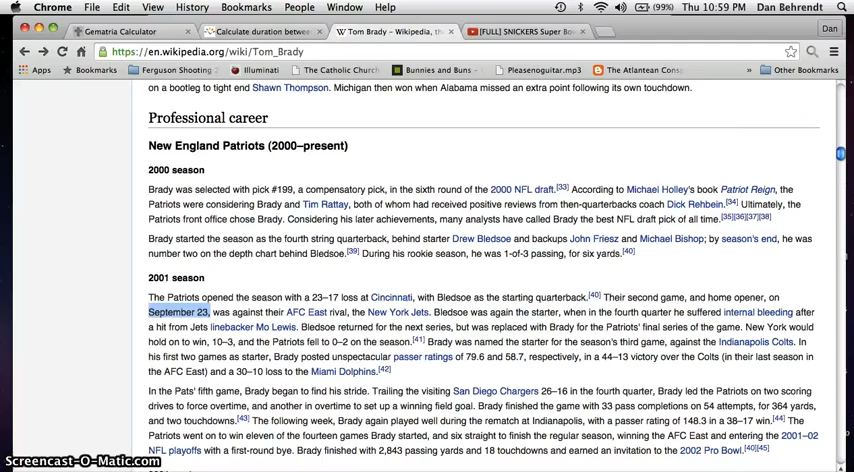 Chrome File Edit View History Bookmarks People Window Help (99%) Thu 10:59 PM Dan Behrendt
Gematria Calculator × Calculate duration betwee × Tom Brady – Wikipedia, th × [FULL] SNICKERS Super Bow × Dan
https://en.wikipedia.org/wiki/Tom_Brady
Apps Bookmarks Ferguson Shooting Illuminati The Catholic Church Bunnies and Buns - Pleasenoguitar.mp3 The Atlantean Cons » Other Bookmarks
on a bootleg to tight end Shawn Thompson. Michigan then won when Alabama missed an extra point following its own touchdown.
Professional career
New England Patriots (2000–present)
2000 season
Brady was selected with pick #199, a compensatory pick, in the sixth round of the 2000 NFL draft.[33] According to Michael Holley's book Patriot Reign, the
Patriots were considering Brady and Tim Rattay, both of whom had received positive reviews from then-quarterbacks coach Dick Rehbein.[34] Ultimately, the
Patriots front office chose Brady. Considering his later achievements, many analysts have called Brady the best NFL draft pick of all time.[35][36][37][38]
Brady started the season as the fourth string quarterback, behind starter Drew Bledsoe and backups John Friesz and Michael Bishop; by season's end, he was
number two on the depth chart behind Bledsoe.[39] During his rookie season, he was 1-of-3 passing, for six yards.[40]
2001 season
The Patriots opened the season with a 23–17 loss at Cincinnati, with Bledsoe as the starting quarterback.[40] Their second game, and home opener, on
September 23, was against their AFC East rival, the New York Jets. Bledsoe was again the starter, when in the fourth quarter he suffered internal bleeding after
a hit from Jets linebacker Mo Lewis. Bledsoe returned for the next series, but was replaced with Brady for the Patriots' final series of the game. New York would
hold on to win, 10–3, and the Patriots fell to 0–2 on the season.[41] Brady was named the starter for the season's third game, against the Indianapolis Colts. In
his first two games as starter, Brady posted unspectacular passer ratings of 79.6 and 58.7, respectively, in a 44–13 victory over the Colts (in their last season in
the AFC East) and a 30–10 loss to the Miami Dolphins.[42]
In the Pats' fifth game, Brady began to find his stride. Trailing the visiting San Diego Chargers 26–16 in the fourth quarter, Brady led the Patriots on two scoring
drives to force overtime, and another in overtime to set up a winning field goal. Brady finished the game with 33 pass completions on 54 attempts, for 364 yards,
and two touchdowns.[43] The following week, Brady again played well during the rematch at Indianapolis, with a passer rating of 148.3 in a 38–17 win.[44] The
Patriots went on to win eleven of the fourteen games Brady started, and six straight to finish the regular season, winning the AFC East and entering the 2001–02
NFL playoffs with a first-round bye. Brady finished with 2,843 passing yards and 18 touchdowns and earned an invitation to the 2002 Pro Bowl.[40][45]
Screencast-O-Matic.com